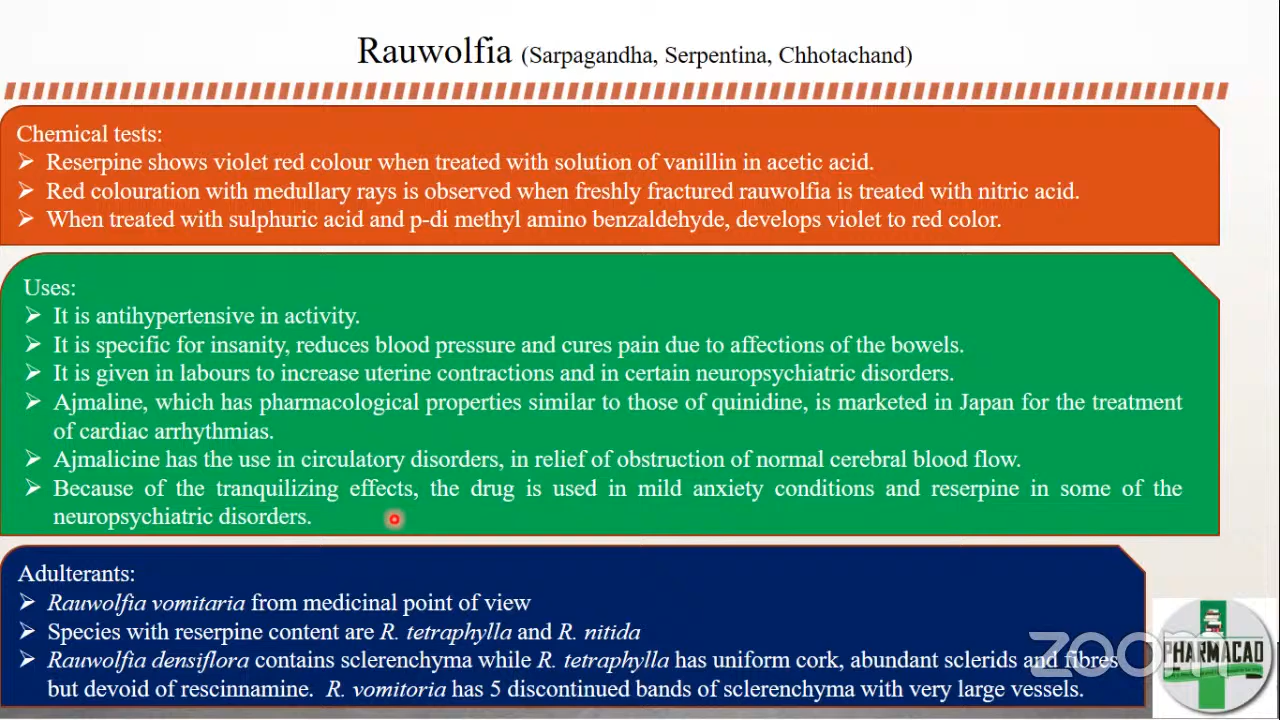 Rauwolfia (Sarpagandha, Serpentina, Chhotachand)
Chemical tests:
➢ Reserpine shows violet red colour when treated with solution of vanillin in acetic acid.
➢ Red colouration with medullary rays is observed when freshly fractured rauwolfia is treated with nitric acid.
➢ When treated with sulphuric acid and p-di methyl amino benzaldehyde, develops violet to red color.
Uses:
➢ It is antihypertensive in activity.
➢ It is specific for insanity, reduces blood pressure and cures pain due to affections of the bowels.
➢ It is given in labours to increase uterine contractions and in certain neuropsychiatric disorders.
➢ Ajmaline, which has pharmacological properties similar to those of quinidine, is marketed in Japan for the treatment
of cardiac arrhythmias.
➢ Ajmalicine has the use in circulatory disorders, in relief of obstruction of normal cerebral blood flow.
➢ Because of the tranquilizing effects, the drug is used in mild anxiety conditions and reserpine in some of the
neuropsychiatric disorders.
Adulterants:
➢ Rauwolfia vomitaria from medicinal point of view
➢ Species with reserpine content are R. tetraphylla and R. nitida
➢ Rauwolfia densiflora contains sclerenchyma while R. tetraphylla has uniform cork, abundant sclerids and fibres
but devoid of rescinnamine. R. vomitoria has 5 discontinued bands of sclerenchyma with very large vessels.
zoom
PHARMACAD